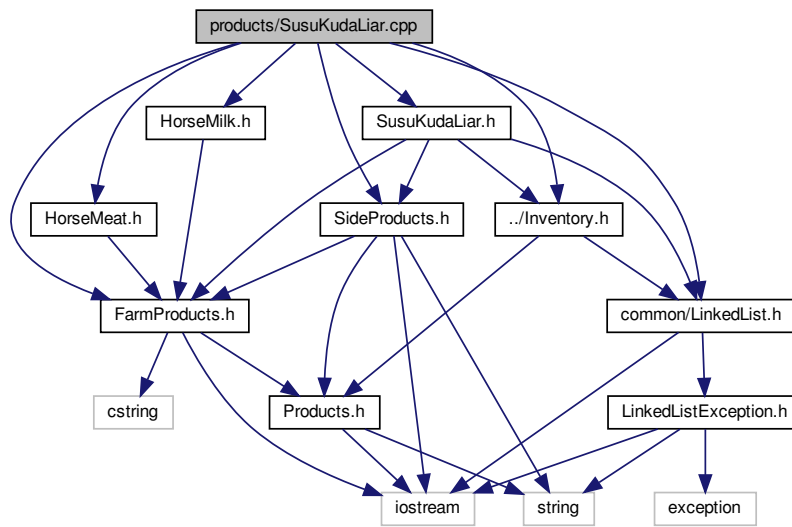 products/SusuKudaLiar.cpp
HorseMilk.h
SusuKudaLiar.h
HorseMeat.h
SideProducts.h
../Inventory.h
FarmProducts.h
common/LinkedList.h
cstring
Products.h
LinkedListException.h
iostream
string
exception